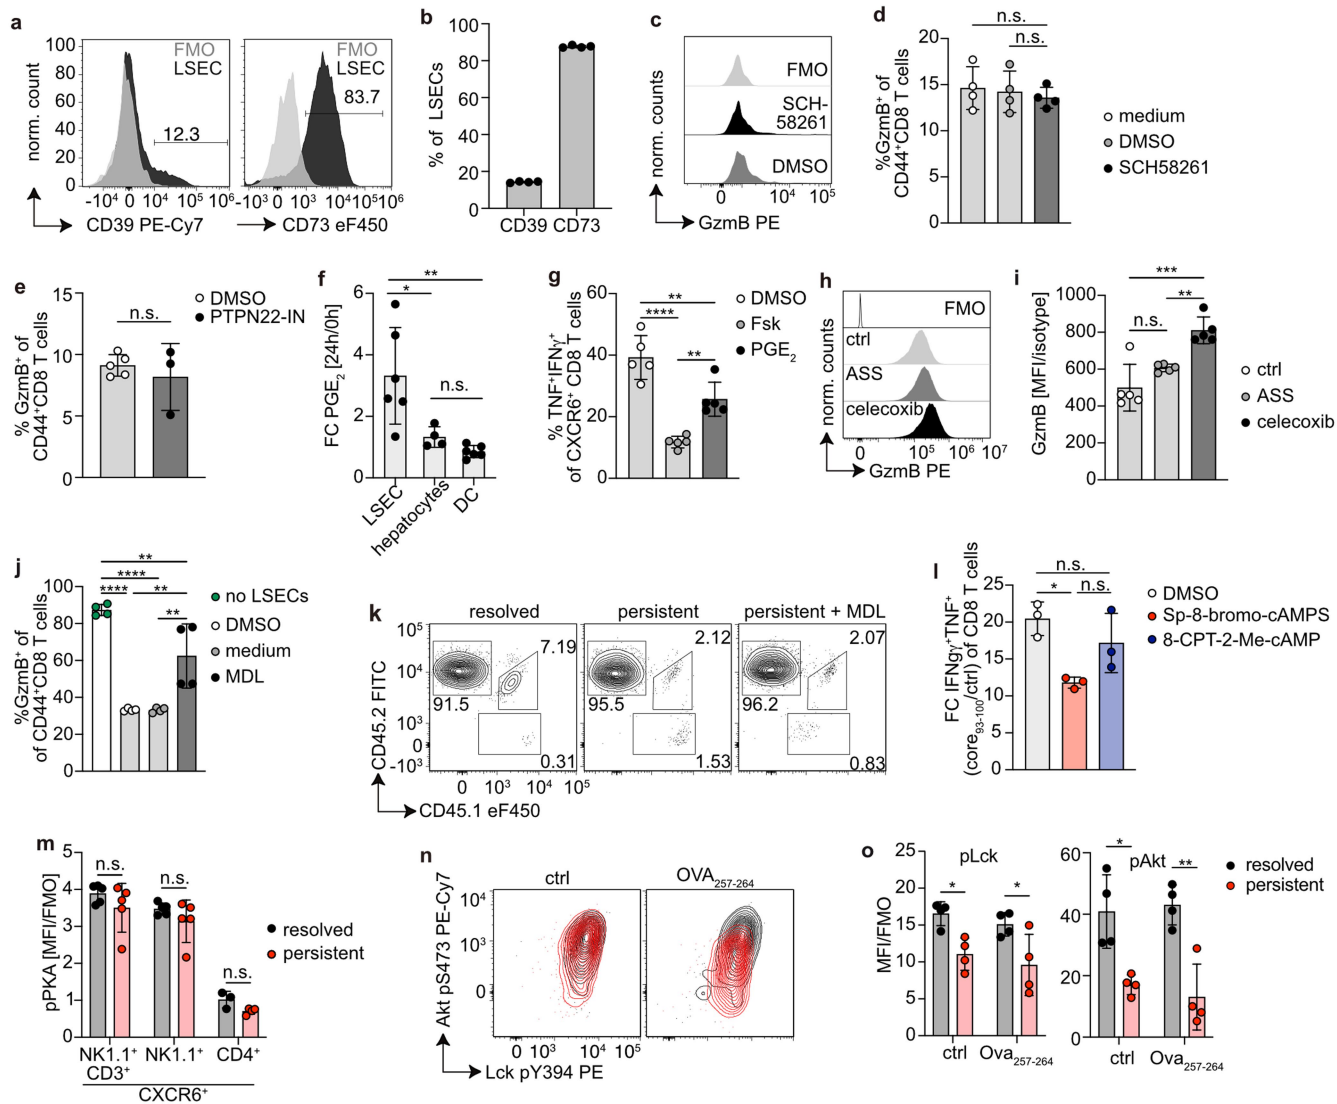 a
norm. count
100
80
60
40
20
0
FMO
LSEC
12.3
-10⁴ 0 10⁴ 10⁵ 10⁶
CD39 PE-Cy7
FMO
LSEC
83.7
-10³ 0 10³ 10⁴ 10⁵ 10⁶
CD73 eF450
b
% of LSECs
100
80
60
40
20
0
CD39 CD73
c
norm. counts
FMO
SCH-
58261
DMSO
0 10⁴ 10⁵
GzmB PE
d
%GzmB⁺ of
CD44⁺CD8 T cells
20
15
10
5
0
n.s.
n.s.
medium
DMSO
SCH58261
e
% GzmB⁺ of
CD44⁺CD8 T cells
15
10
5
0
n.s.
DMSO
PTPN22-IN
f
FC PGE₂ [24h/0h]
6
4
2
0
**
*
n.s.
LSEC
hepatocytes
DC
g
% TNF⁺IFNγ⁺
of CXCR6⁺ CD8 T cells
60
40
20
0
**
****
**
DMSO
Fsk
PGE₂
h
norm. counts
FMO
ctrl
ASS
celecoxib
0 10⁵ 10⁶ 10⁷
GzmB PE
i
GzmB [MFI/isotype]
1000
800
600
400
200
0
***
**
n.s.
ctrl
ASS
celecoxib
j
%GzmB⁺ of
of CD44⁺CD8 T cells
100
80
60
40
20
0
**
****
**** **
**
no LSECs
DMSO
medium
MDL
k
CD45.2 FITC
resolved
persistent
persistent + MDL
10⁵
10⁴
10³
0
-10³
7.19
91.5
0.31
2.12
95.5
1.53
2.07
96.2
0.83
0 10³ 10⁴ 10⁵
CD45.1 eF450
l
FC IFNgγ⁺TNF⁺
(core₉₃₋₁₀₀/ctrl) of CD8 T cells
25
20
15
10
5
0
n.s.
* n.s.
DMSO
Sp-8-bromo-cAMPS
8-CPT-2-Me-cAMP
m
pPKA [MFI/FMO]
5
4
3
2
1
0
n.s.
n.s.
n.s.
NK1.1⁺ NK1.1⁺ CD4⁺
CD3⁺
CXCR6⁺
resolved
persistent
n
Akt pS473 PE-Cy7
ctrl
OVA₂₅₇₋₂₆₄
10⁴
10³
0
0 10³ 10⁴ 10⁵
Lck pY394 PE
o
MFI/FMO
pLck
25
20
15
10
5
0
*
*
ctrl Ova₂₅₇₋₂₆₄
pAkt
60
40
20
0
*
**
ctrl Ova₂₅₇₋₂₆₄
resolved
persistent